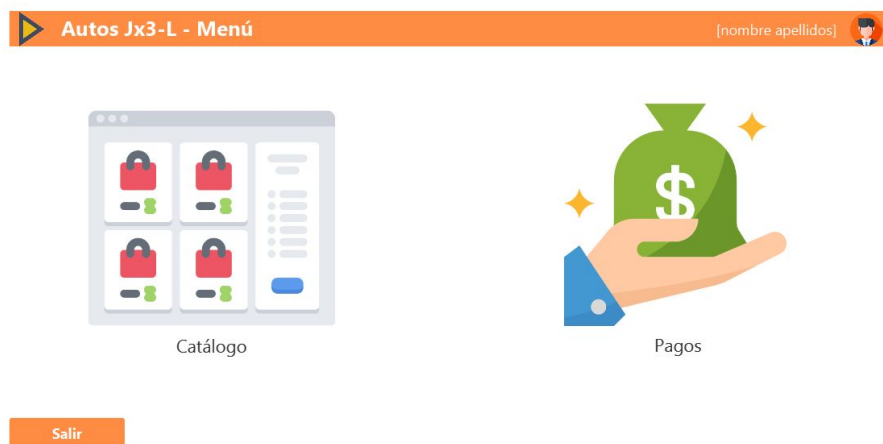 Autos Jx3-L - Menú
[nombre apellidos]
$
Catálogo
Pagos
Salir